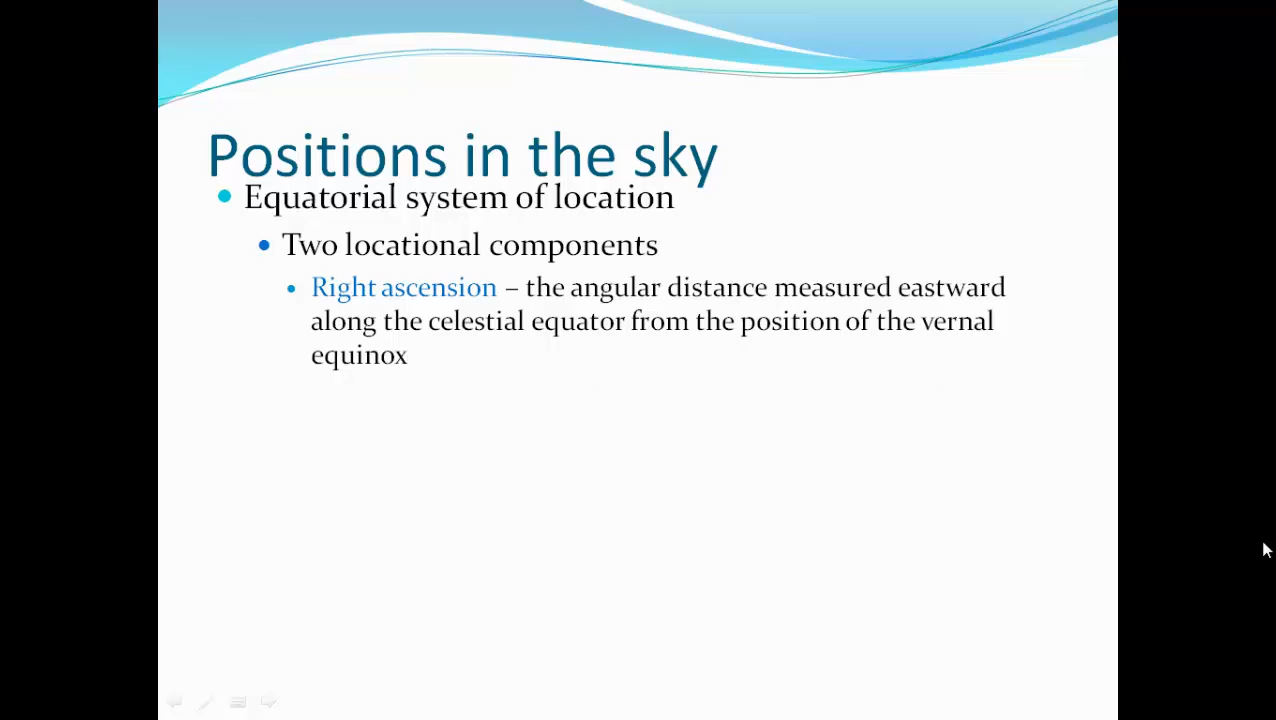 Positions in the sky
Equatorial system of location
Two locational components
Right ascension – the angular distance measured eastward
along the celestial equator from the position of the vernal
equinox